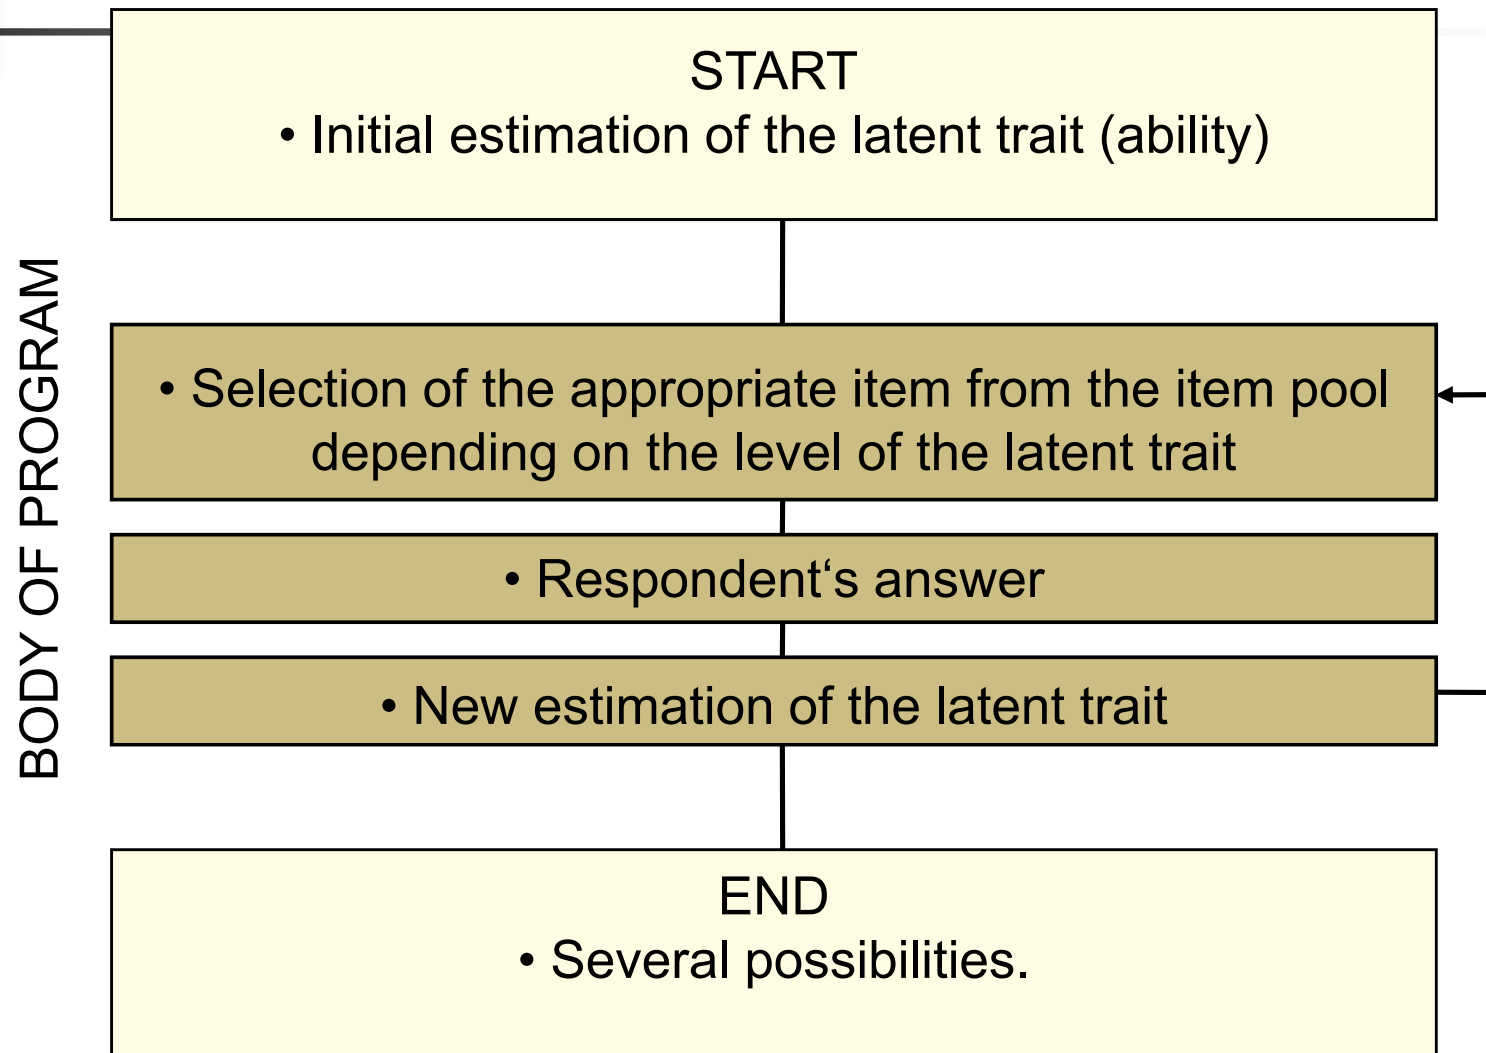 START
• Initial estimation of the latent trait (ability)
BODY OF PROGRAM
• Selection of the appropriate item from the item pool
depending on the level of the latent trait
• Respondent‘s answer
• New estimation of the latent trait
END
• Several possibilities.